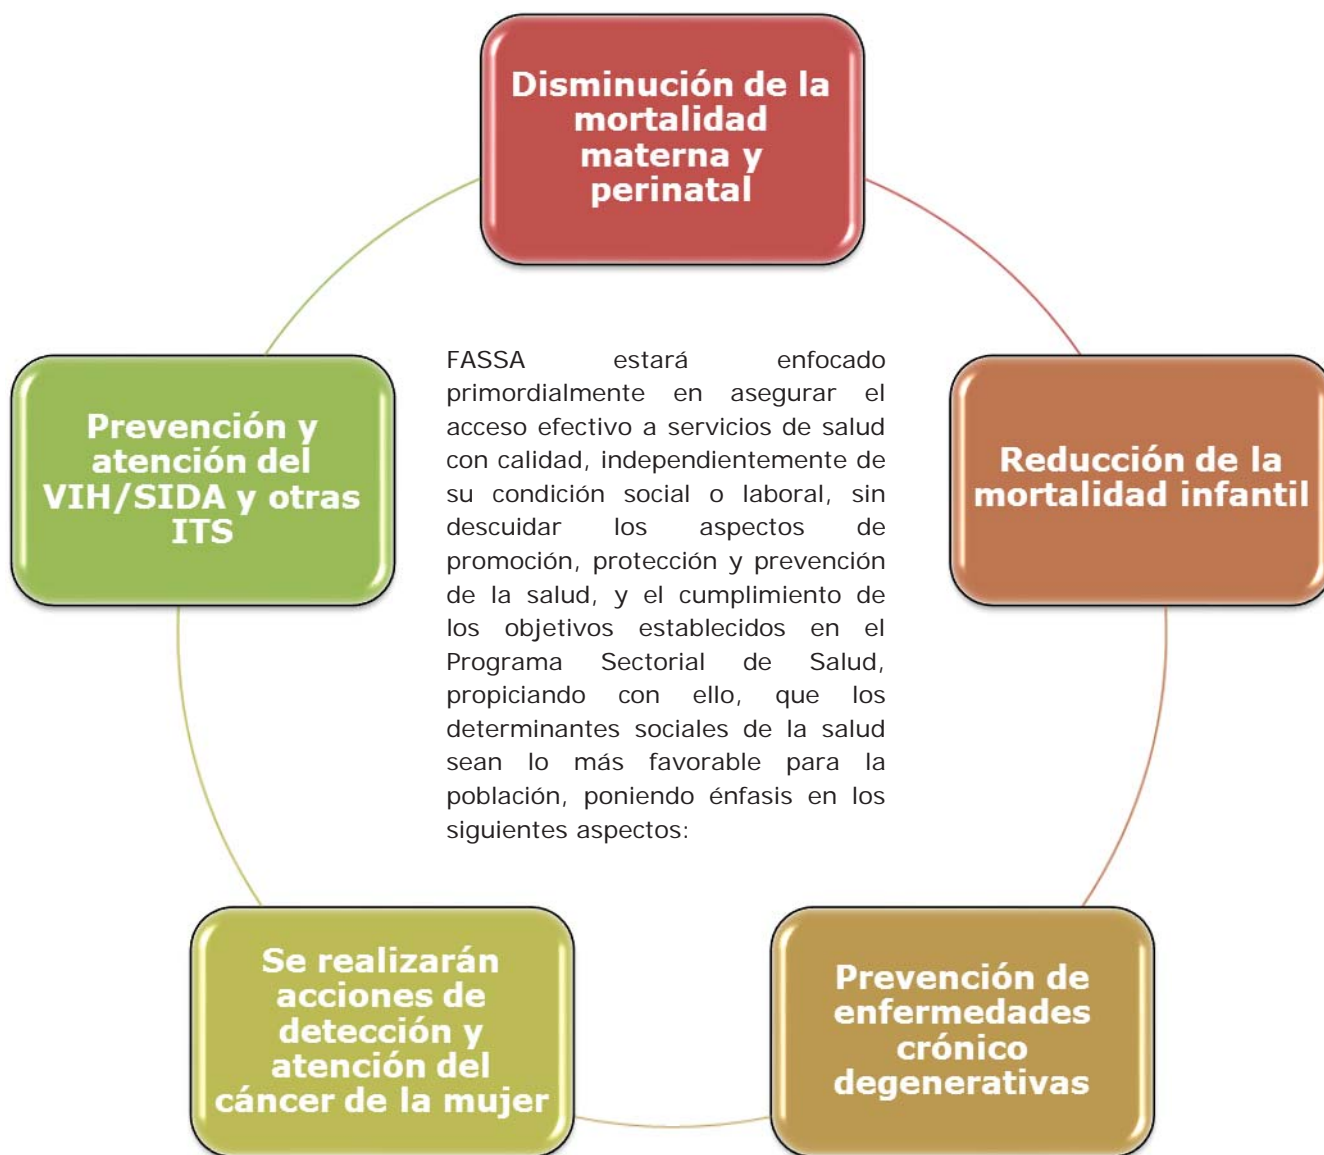 Disminución de la
mortalidad
materna y
perinatal
Prevención y
atención del
VIH/SIDA y otras
ITS
FASSA estará enfocado
primordialmente en asegurar el
acceso efectivo a servicios de salud
con calidad, independientemente de
su condición social o laboral, sin
descuidar los aspectos de
promoción, protección y prevención
de la salud, y el cumplimiento de
los objetivos establecidos en el
Programa Sectorial de Salud,
propiciando con ello, que los
determinantes sociales de la salud
sean lo más favorable para la
población, poniendo énfasis en los
siguientes aspectos:
Reducción de la
mortalidad infantil
Se realizarán
acciones de
detección y
atención del
cáncer de la mujer
Prevención de
enfermedades
crónico
degenerativas